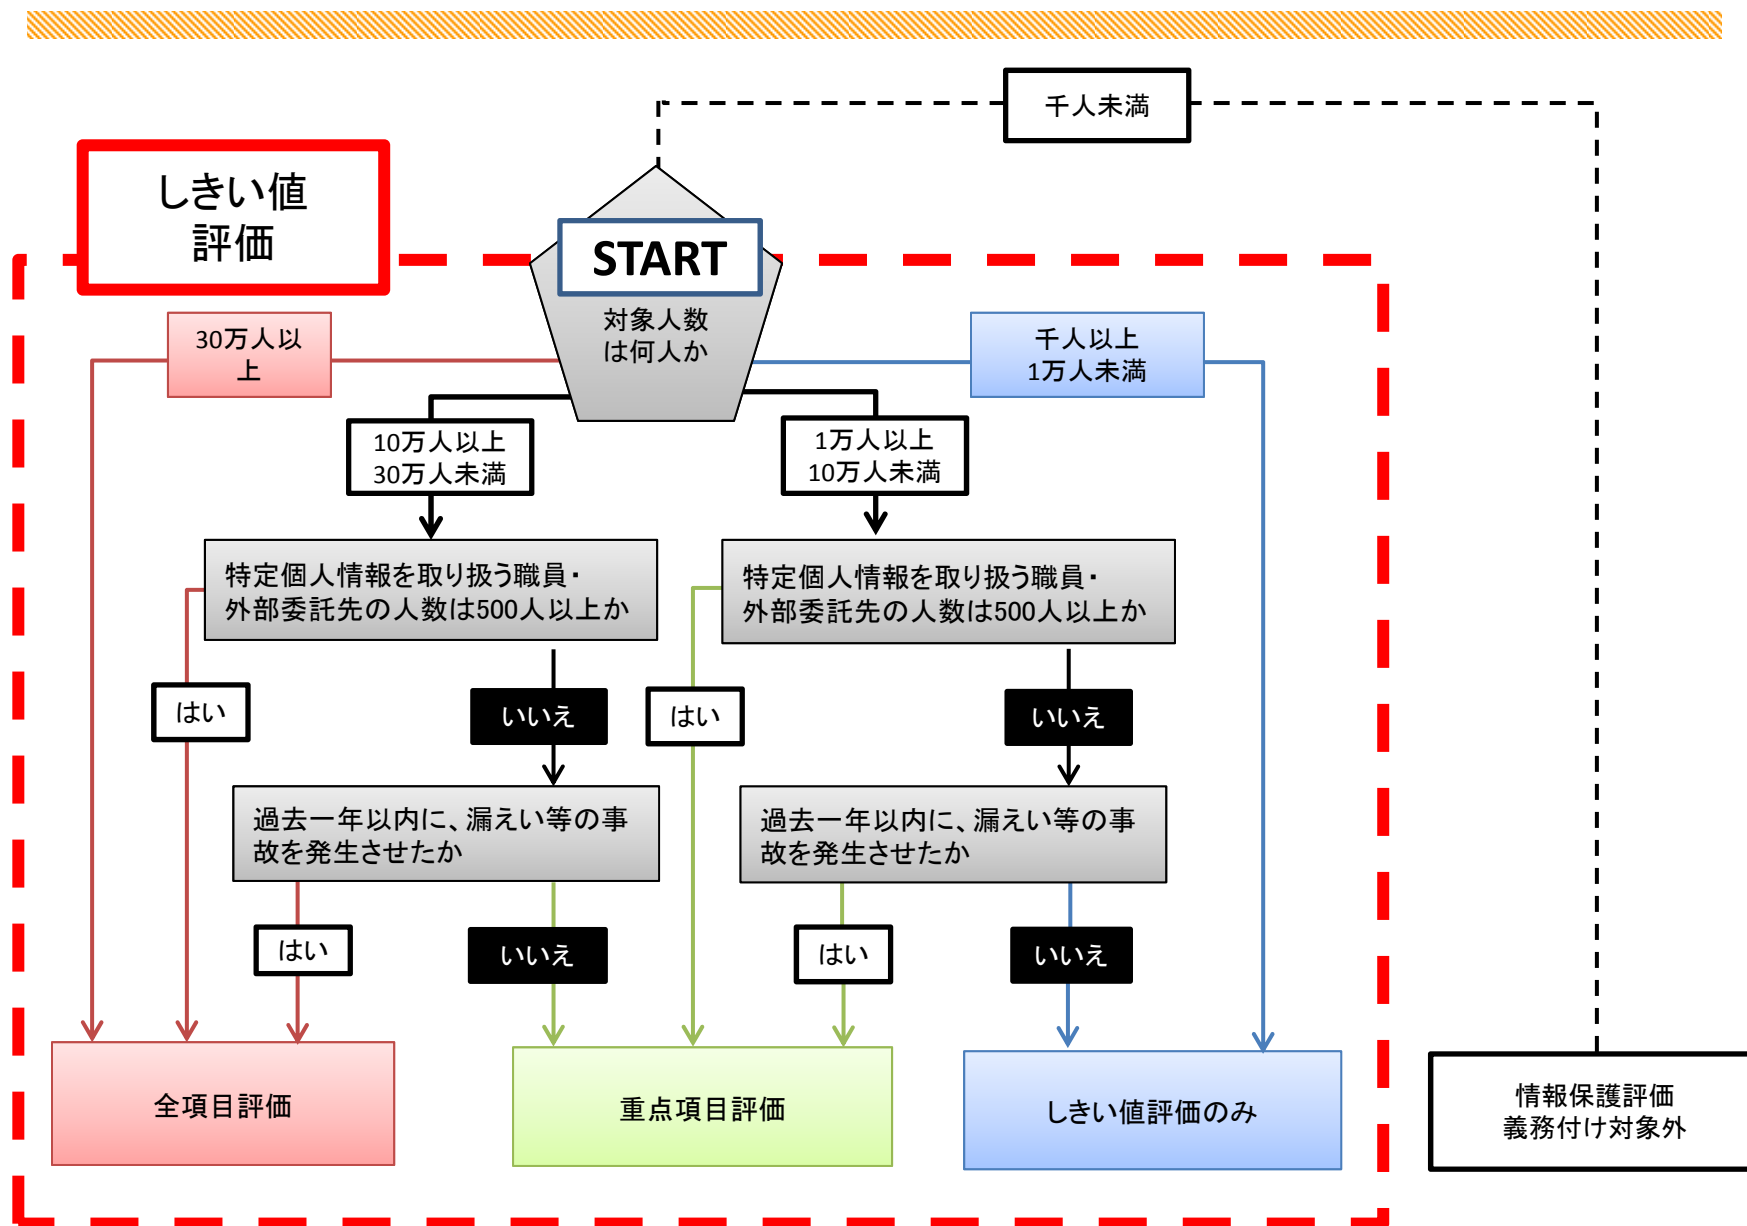 千人未満
しきい値
評価
START
対象人数
は何人か
30万人以
上
千人以上
1万人未満
10万人以上
30万人未満
1万人以上
10万人未満
特定個人情報を取り扱う職員・
外部委託先の人数は500人以上か
特定個人情報を取り扱う職員・
外部委託先の人数は500人以上か
はい
いいえ
はい
いいえ
過去一年以内に、漏えい等の事
故を発生させたか
過去一年以内に、漏えい等の事
故を発生させたか
はい
いいえ
はい
いいえ
全項目評価
重点項目評価
しきい値評価のみ
情報保護評価
義務付け対象外